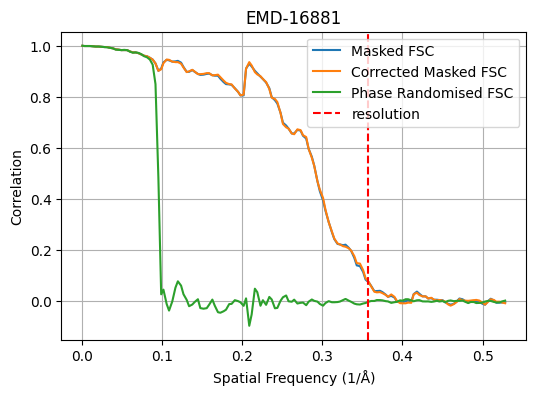 EMD-16881
Masked FSC
Corrected Masked FSC
Phase Randomised FSC
resolution
Correlation
1.0
0.8
0.6
0.4
0.2
0.0
0.0 0.1 0.2 0.3 0.4 0.5
Spatial Frequency (1/Å)